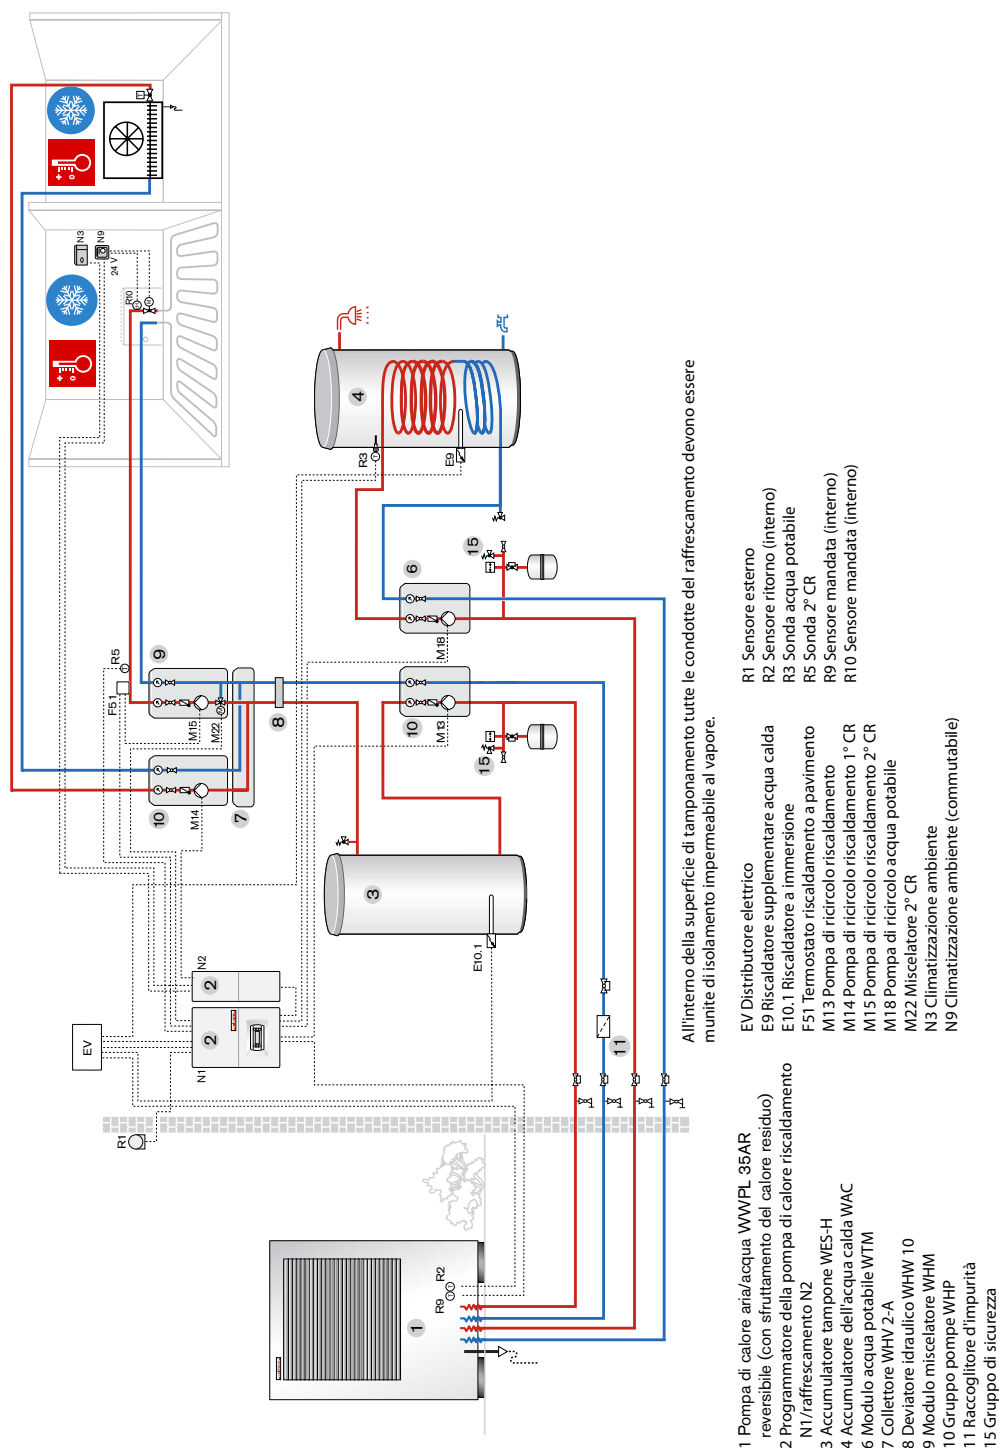 N3
N9
24 V
R10
4
R3
E9
15
6
M18
R5
F51
9
M15
M22
8
10
M13
15
10
M14
7
3
E10.1
N2
2
2
N1
EV
11
R1
R2
R9
1
All'interno della superficie di tamponamento tutte le condotte del raffrescamento devono essere
munite di isolamento impermeabile al vapore.
1 Pompa di calore aria/acqua WWPL 35AR
reversibile (con sfruttamento del calore residuo)
2 Programmatore della pompa di calore riscaldamento
N1/raffrescamento N2
3 Accumulatore tampone WES-H
4 Accumulatore dell'acqua calda WAC
6 Modulo acqua potabile WTM
7 Collettore WHV 2-A
8 Deviatore idraulico WHW 10
9 Modulo miscelatore WHM
10 Gruppo pompe WHP
11 Raccoglitore d'impurità
15 Gruppo di sicurezza
EV Distributore elettrico
E9 Riscaldatore supplementare acqua calda
E10.1 Riscaldatore a immersione
F51 Termostato riscaldamento a pavimento
M13 Pompa di ricircolo riscaldamento
M14 Pompa di ricircolo riscaldamento 1° CR
M15 Pompa di ricircolo riscaldamento 2° CR
M18 Pompa di ricircolo acqua potabile
M22 Miscelatore 2° CR
N3 Climatizzazione ambiente
N9 Climatizzazione ambiente (commutabile)
R1 Sensore esterno
R2 Sensore ritorno (interno)
R3 Sonda acqua potabile
R5 Sonda 2° CR
R9 Sensore mandata (interno)
R10 Sensore mandata (interno)